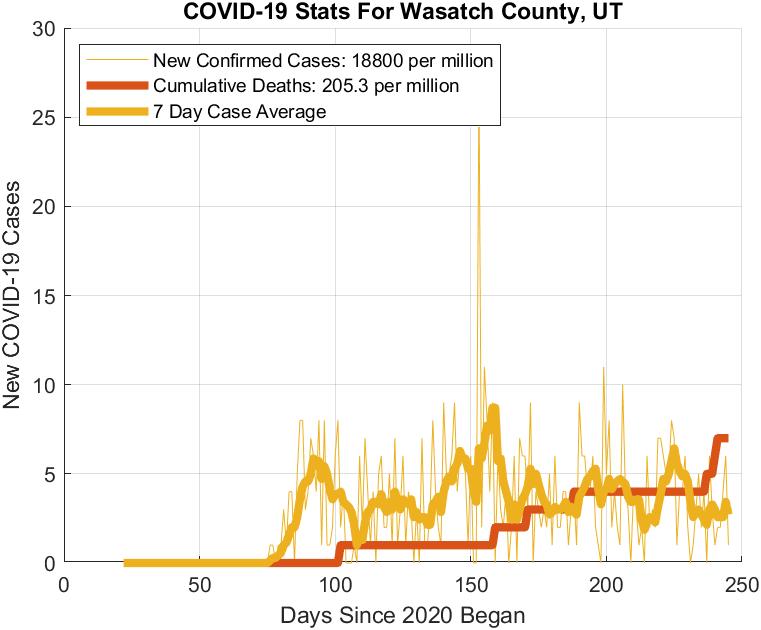 COVID-19 Stats For Wasatch County, UT
New Confirmed Cases: 18800 per million
Cumulative Deaths: 205.3 per million
7 Day Case Average
New COVID-19 Cases
30
25
20
15
10
5
0
0 50 100 150 200 250
Days Since 2020 Began